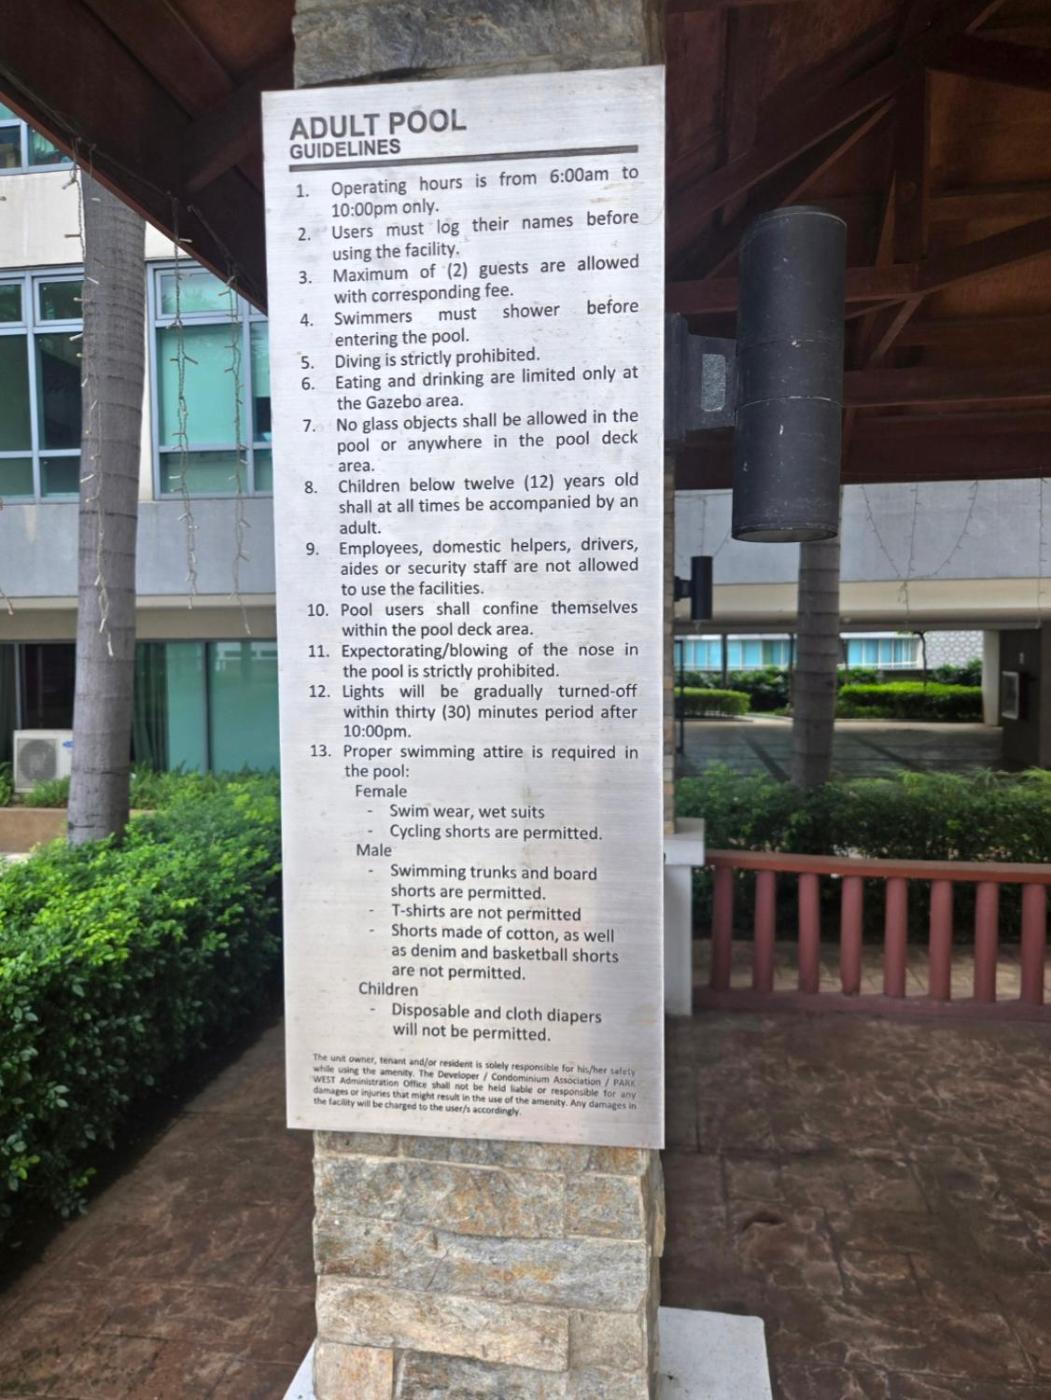 ADULT POOL
GUIDELINES
1. Operating hours is from 6:00am to
10:00pm only.
2. Users must log their names before
using the facility.
3. Maximum of (2) guests are allowed
with corresponding fee.
4. Swimmers must shower before
entering the pool.
5. Diving is strictly prohibited.
6. Eating and drinking are limited only at
the Gazebo area.
7. No glass objects shall be allowed in the
pool or anywhere in the pool deck
area.
8. Children below twelve (12) years old
shall at all times be accompanied by an
adult.
9. Employees, domestic helpers, drivers,
aides or security staff are not allowed
to use the facilities.
10. Pool users shall confine themselves
within the pool deck area.
11. Expectorating/blowing of the nose in
the pool is strictly prohibited.
12. Lights will be gradually turned-off
within thirty (30) minutes period after
10:00pm.
13. Proper swimming attire is required in
the pool:
Female
- Swim wear, wet suits
- Cycling shorts are permitted.
Male
- Swimming trunks and board
shorts are permitted.
- T-shirts are not permitted
- Shorts made of cotton, as well
as denim and basketball shorts
are not permitted.
Children
- Disposable and cloth diapers
will not be permitted.
The unit owner, tenant and/or resident is solely responsible for his/her safety
while using the amenity. The Developer / Condominium Association / PARK
WEST Administration Office shall not be held liable or responsible for any
damages or injuries that might result in the use of the amenity. Any damages in
the facility will be charged to the user/s accordingly.